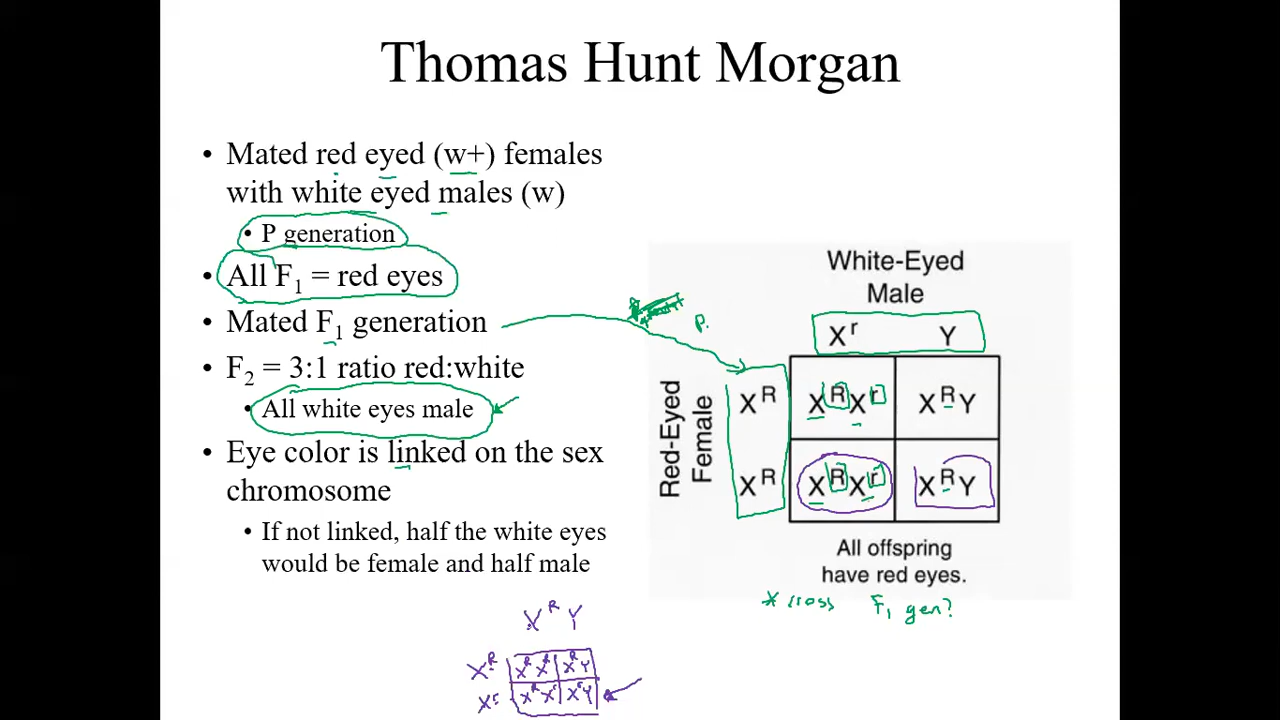 Thomas Hunt Morgan
• Mated red eyed (w+) females
with white eyed males (w)
• P generation
• All F₁ = red eyes
• Mated F₁ generation
• F₂ = 3:1 ratio red:white
• All white eyes male
• Eye color is linked on the sex
chromosome
• If not linked, half the white eyes
would be female and half male
P.
White-Eyed
Male
Xʳ Y
Red-Eyed
Female
Xᴿ XᴿXʳ XᴿY
Xᴿ XᴿXʳ XᴿY
All offspring
have red eyes.
* cross F₁ gen?
Xᴿ Y
Xᴿ XᴿXᴿ XᴿY
Xʳ XᴿXʳ XʳY